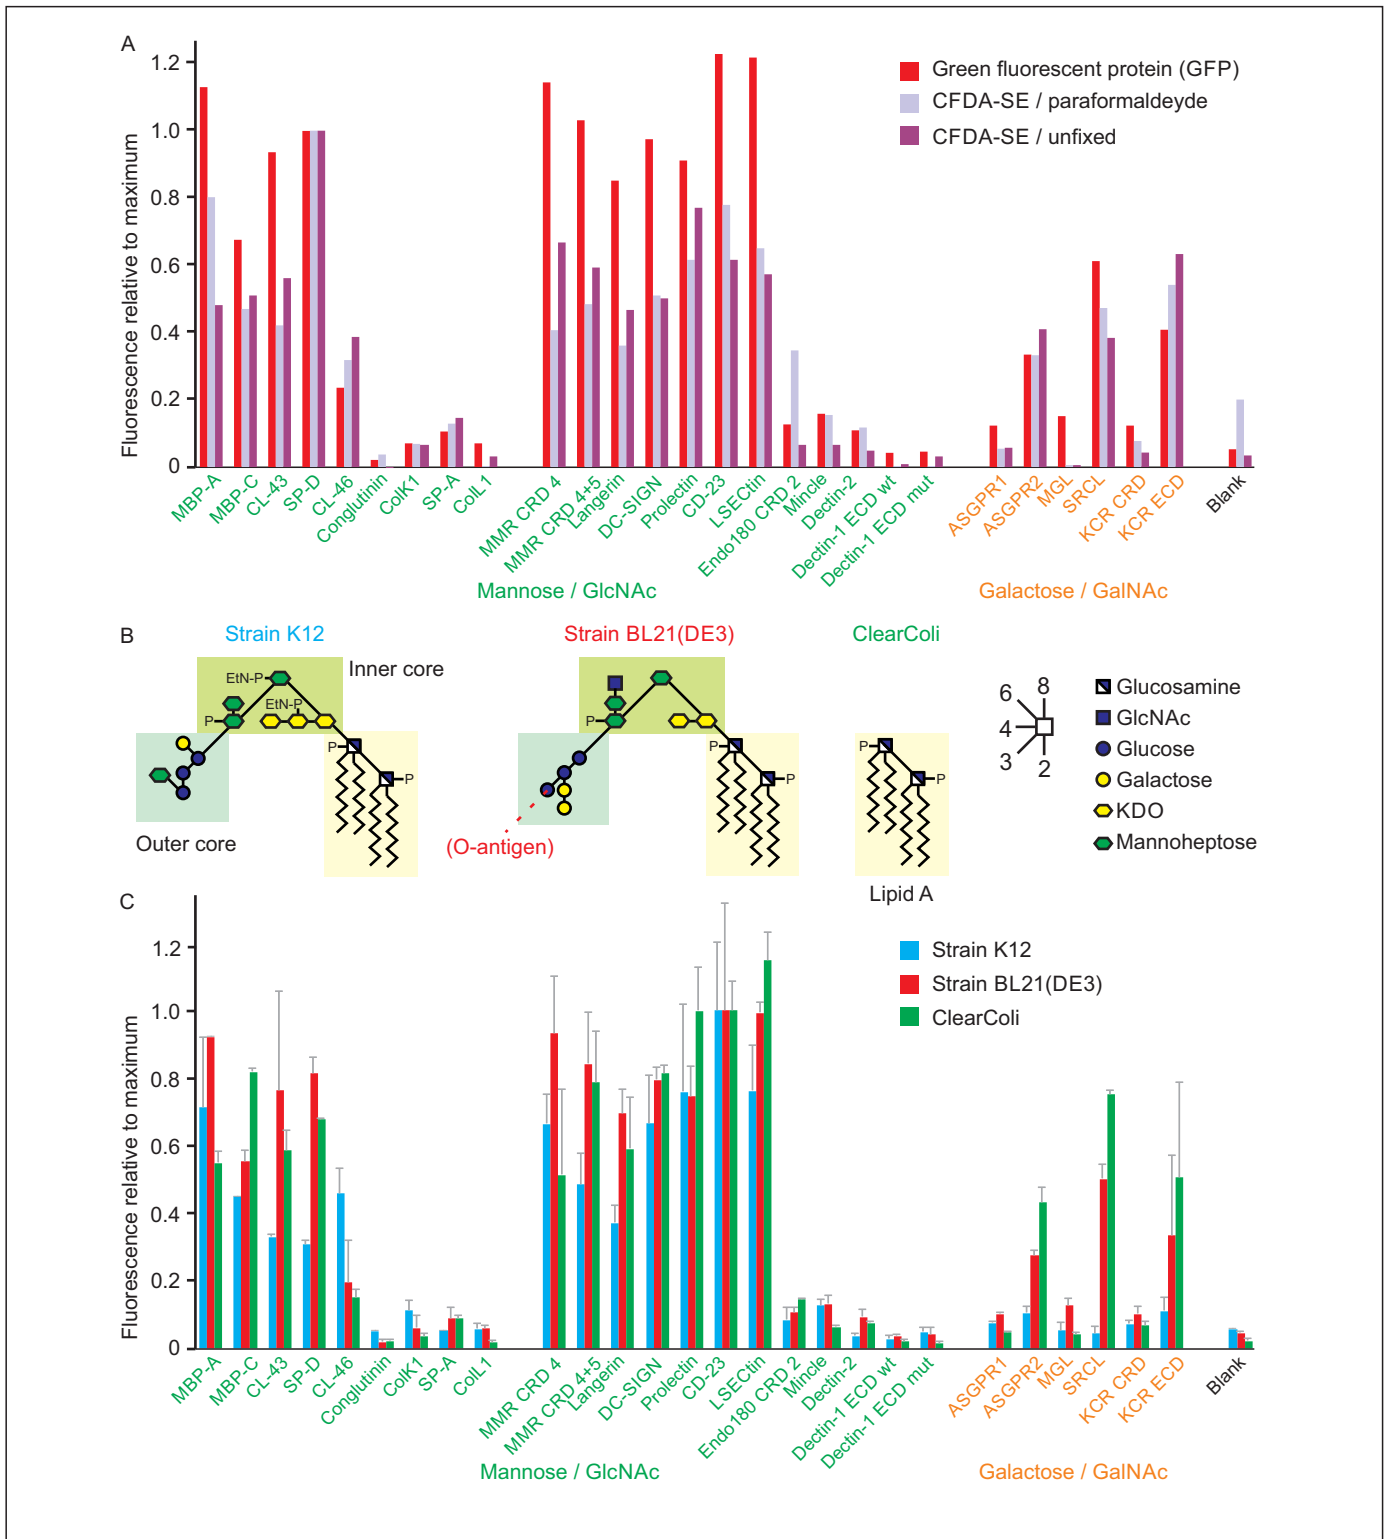 A
Fluorescence relative to maximum
1.2
1.0
0.8
0.6
0.4
0.2
0
Green fluorescent protein (GFP)
CFDA-SE / paraformaldeyde
CFDA-SE / unfixed
MBP-A
MBP-C
CL-43
SP-D
CL-46
Conglutinin
ColK1
SP-A
ColL1
MMR CRD 4
MMR CRD 4+5
Langerin
DC-SIGN
Prolectin
CD-23
LSECtin
Endo180 CRD 2
Mincle
Dectin-2
Dectin-1 ECD wt
Dectin-1 ECD mut
ASGPR1
ASGPR2
MGL
SRCL
KCR CRD
KCR ECD
Blank
Mannose / GlcNAc
Galactose / GalNAc
B
Strain K12
Strain BL21(DE3)
ClearColi
Inner core
EtN-P
EtN-P
P
P
P
Outer core
P
P
P
(O-antigen)
P
P
Lipid A
6
8
4
3
2
Glucosamine
GlcNAc
Glucose
Galactose
KDO
Mannoheptose
C
Fluorescence relative to maximum
1.2
1.0
0.8
0.6
0.4
0.2
0
Strain K12
Strain BL21(DE3)
ClearColi
MBP-A
MBP-C
CL-43
SP-D
CL-46
Conglutinin
ColK1
SP-A
ColL1
MMR CRD 4
MMR CRD 4+5
Langerin
DC-SIGN
Prolectin
CD-23
LSECtin
Endo180 CRD 2
Mincle
Dectin-2
Dectin-1 ECD wt
Dectin-1 ECD mut
ASGPR1
ASGPR2
MGL
SRCL
KCR CRD
KCR ECD
Blank
Mannose / GlcNAc
Galactose / GalNAc